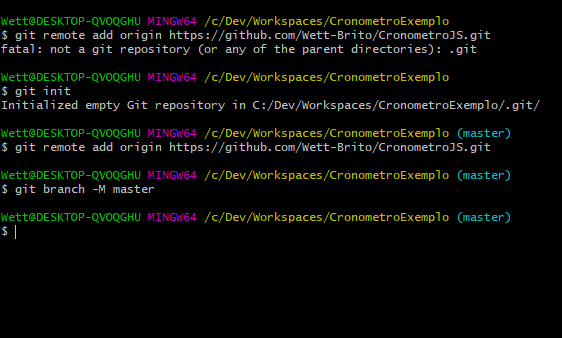 Wett@DESKTOP-QVOQGHU MINGW64 /c/Dev/Workspaces/CronometroExemplo
$ git remote add origin https://github.com/Wett-Brito/CronometroJS.git
fatal: not a git repository (or any of the parent directories): .git
Wett@DESKTOP-QVOQGHU MINGW64 /c/Dev/Workspaces/CronometroExemplo
$ git init
Initialized empty Git repository in C:/Dev/Workspaces/CronometroExemplo/.git/
Wett@DESKTOP-QVOQGHU MINGW64 /c/Dev/Workspaces/CronometroExemplo (master)
$ git remote add origin https://github.com/Wett-Brito/CronometroJS.git
Wett@DESKTOP-QVOQGHU MINGW64 /c/Dev/Workspaces/CronometroExemplo (master)
$ git branch -M master
Wett@DESKTOP-QVOQGHU MINGW64 /c/Dev/Workspaces/CronometroExemplo (master)
$